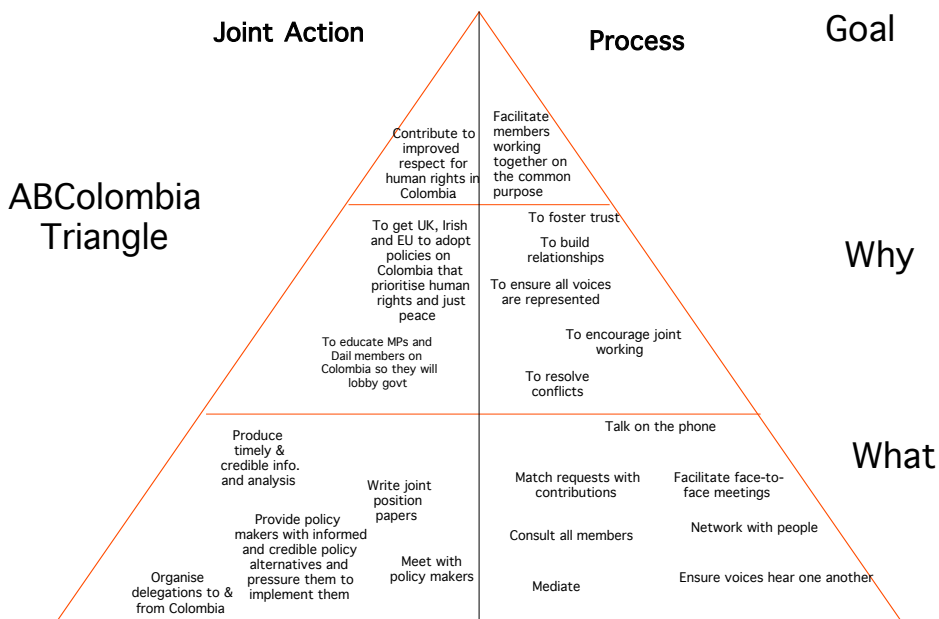 Joint Action
Process
Goal
ABColombia
Triangle
Contribute to
improved
respect for
human rights in
Colombia
Facilitate
members
working
together on
the common
purpose
Why
To get UK, Irish
and EU to adopt
policies on
Colombia that
prioritise human
rights and just
peace
To educate MPs and
Dail members on
Colombia so they will
lobby govt
To foster trust
To build
relationships
To ensure all voices
are represented
To encourage joint
working
To resolve
conflicts
What
Produce
timely &
credible info.
and analysis
Write joint
position
papers
Provide policy
makers with informed
and credible policy
alternatives and
pressure them to
implement them
Meet with
policy makers
Organise
delegations to &
from Colombia
Talk on the phone
Match requests with
contributions
Facilitate face-to-
face meetings
Consult all members
Network with people
Mediate
Ensure voices hear one another